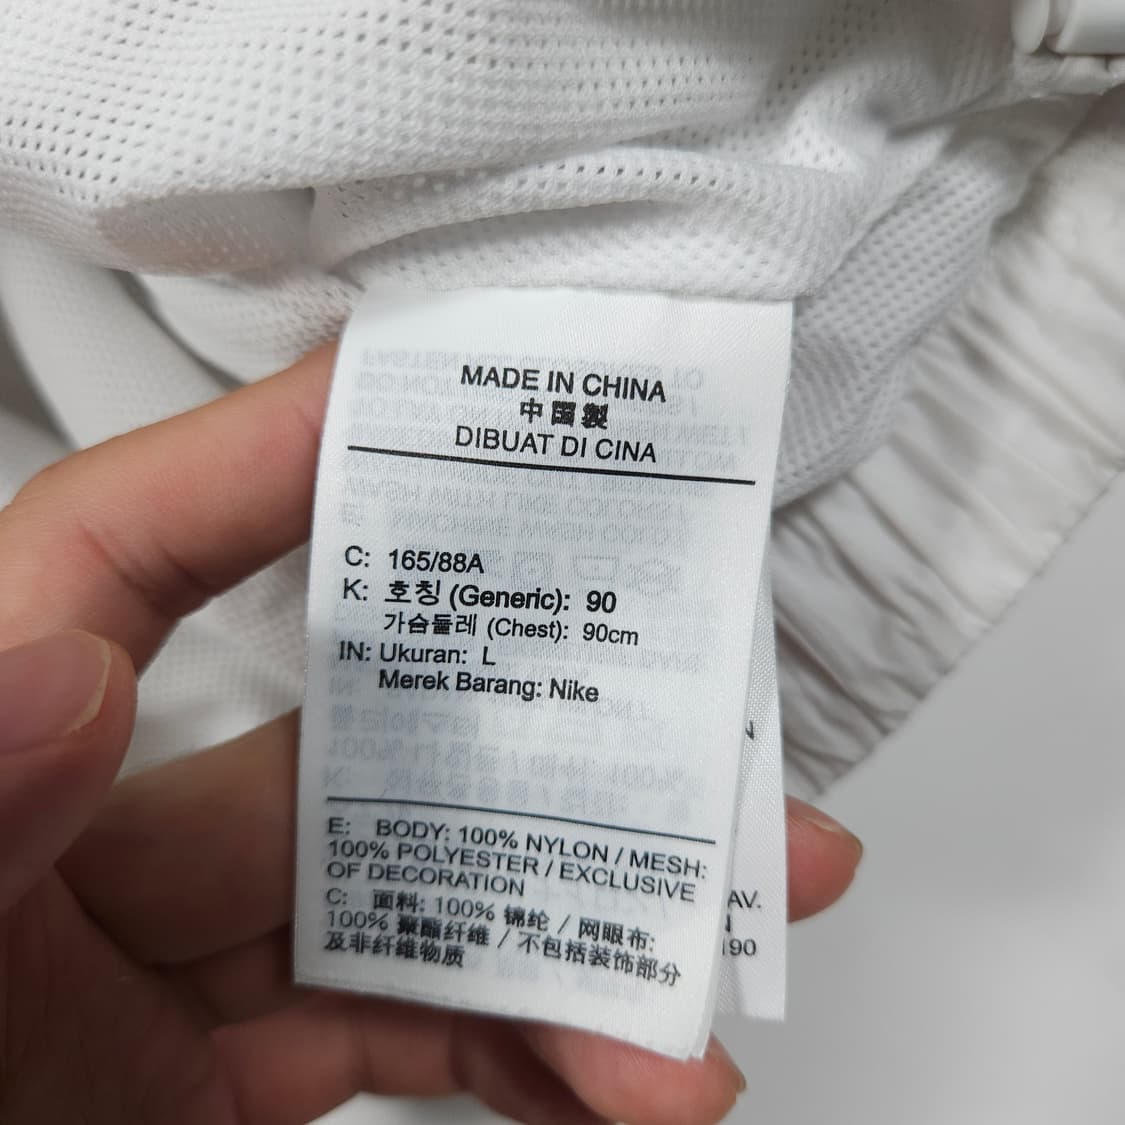 MADE IN CHINA
中国製
DIBUAT DI CINA
C: 165/88A
K: 호칭 (Generic): 90
가슴둘레 (Chest): 90cm
IN: Ukuran: L
Merek Barang: Nike
E: BODY: 100% NYLON / MESH:
100% POLYESTER / EXCLUSIVE
OF DECORATION
C: 面料: 100% 锦纶 / 网眼布:
100% 聚酯纤维 / 不包括装饰部分
及非纤维物质
AV.
190